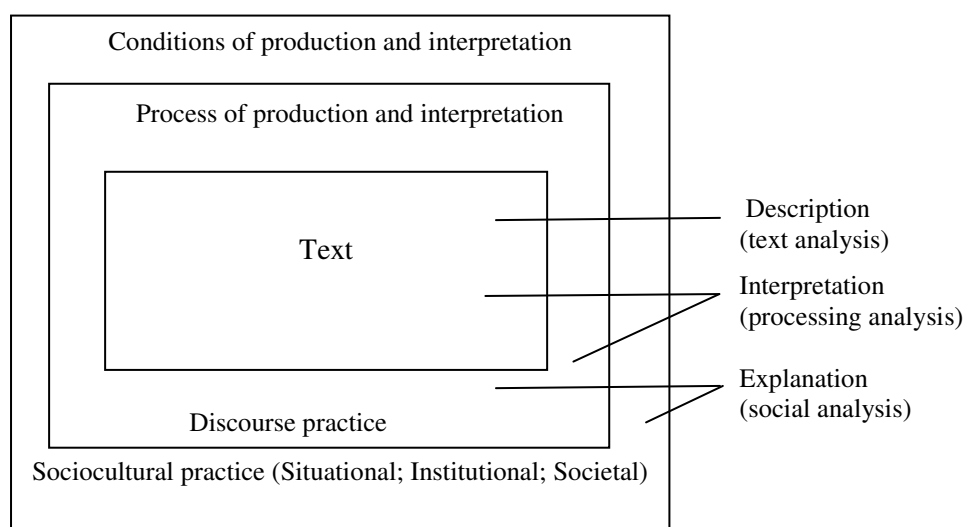 Conditions of production and interpretation
Process of production and interpretation
Text
Description
(text analysis)
Interpretation
(processing analysis)
Explanation
(social analysis)
Discourse practice
Sociocultural practice (Situational; Institutional; Societal)